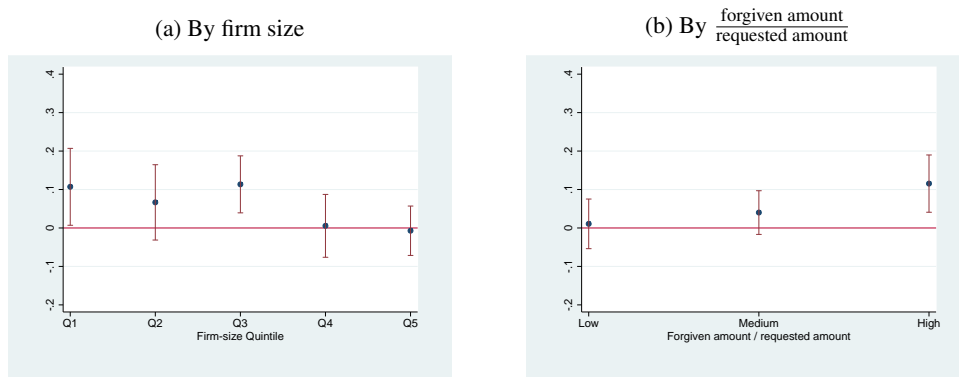 (a) By firm size
.4
.3
.2
.1
0
-.1
-.2
Q1 Q2 Q3 Q4 Q5
Firm-size Quintile
(b) By forgiven amount / requested amount
.4
.3
.2
.1
0
-.1
-.2
Low Medium High
Forgiven amount / requested amount